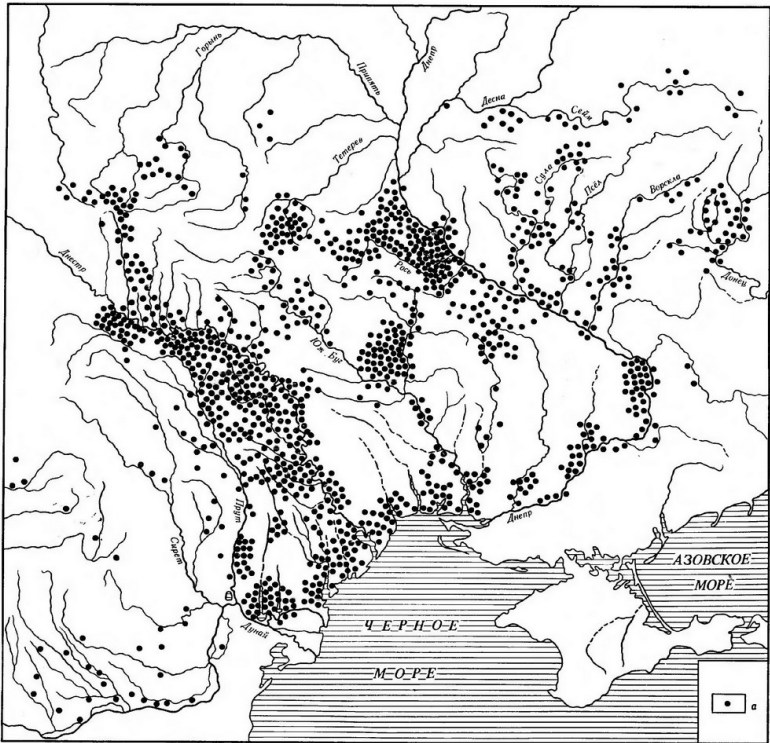 Горынь
Припять
Днепр
Десна
Сейм
Тетерев
Сула
Псёл
Ворскла
Днестр
Рось
Донец
Юж. Буг
Прут
Сирет
Днепр
АЗОВСКОЕ
МОРЕ
Дунай
ЧЕРНОЕ
МОРЕ
а